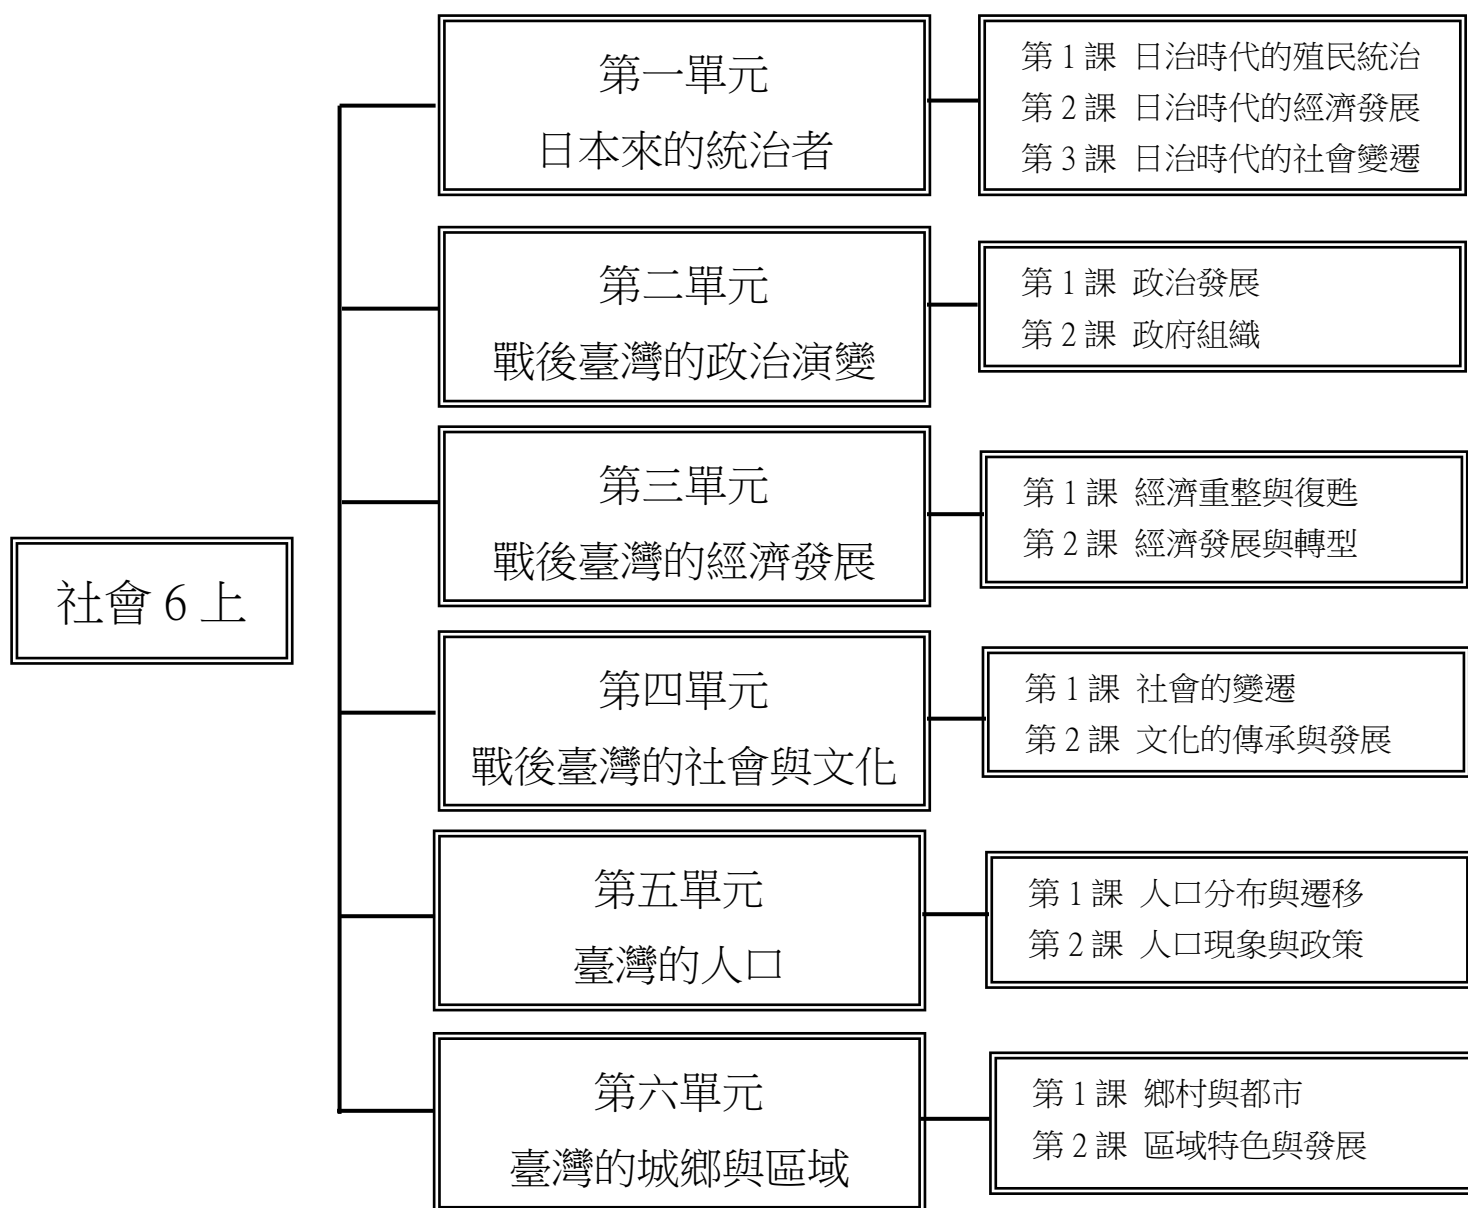 社會 6 上
第一單元
日本來的統治者
第 1 課 日治時代的殖民統治
第 2 課 日治時代的經濟發展
第 3 課 日治時代的社會變遷
第二單元
戰後臺灣的政治演變
第 1 課 政治發展
第 2 課 政府組織
第三單元
戰後臺灣的經濟發展
第 1 課 經濟重整與復甦
第 2 課 經濟發展與轉型
第四單元
戰後臺灣的社會與文化
第 1 課 社會的變遷
第 2 課 文化的傳承與發展
第五單元
臺灣的人口
第 1 課 人口分布與遷移
第 2 課 人口現象與政策
第六單元
臺灣的城鄉與區域
第 1 課 鄉村與都市
第 2 課 區域特色與發展